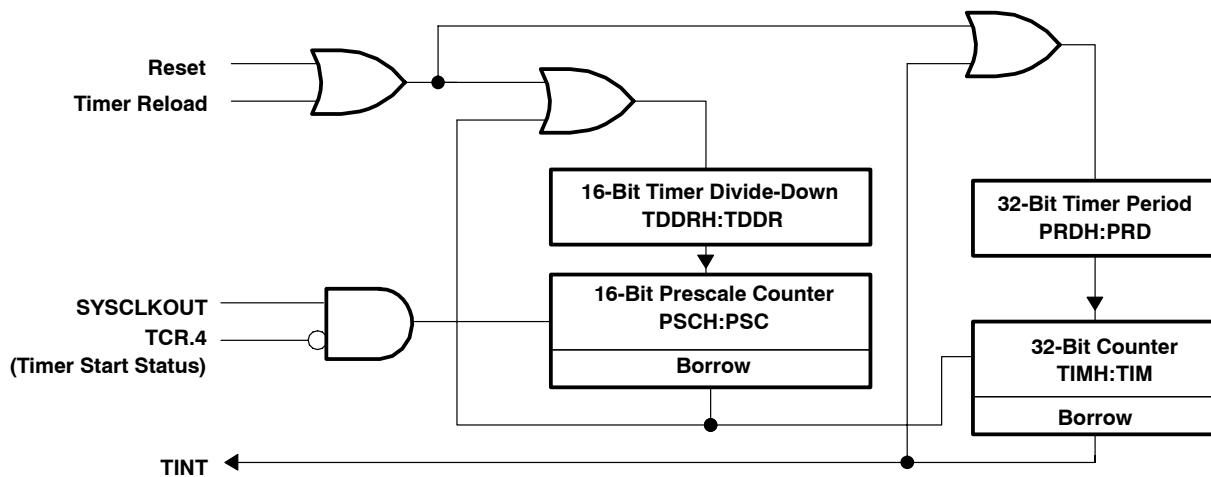 Reset
Timer Reload
16-Bit Timer Divide-Down
TDDRH:TDDR
32-Bit Timer Period
PRDH:PRD
SYSCLKOUT
TCR.4
(Timer Start Status)
16-Bit Prescale Counter
PSCH:PSC
Borrow
32-Bit Counter
TIMH:TIM
Borrow
TINT